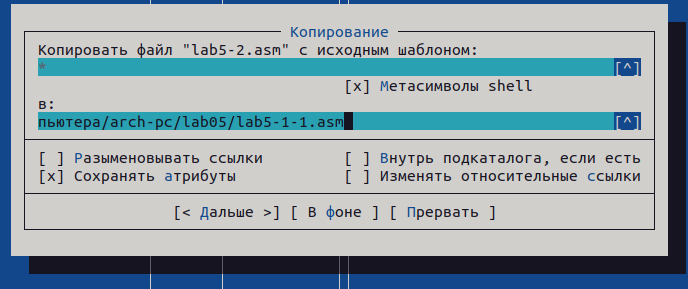 Копирование
Копировать файл "lab5-2.asm" с исходным шаблоном:
* [^]
[x] Метасимволы shell
в:
пьютера/arch-pc/lab05/lab5-1-1.asm [^]
[ ] Разыменовывать ссылки [ ] Внутрь подкаталога, если есть
[x] Сохранять атрибуты [ ] Изменять относительные ссылки
[< Дальше >] [ В фоне ] [ Прервать ]